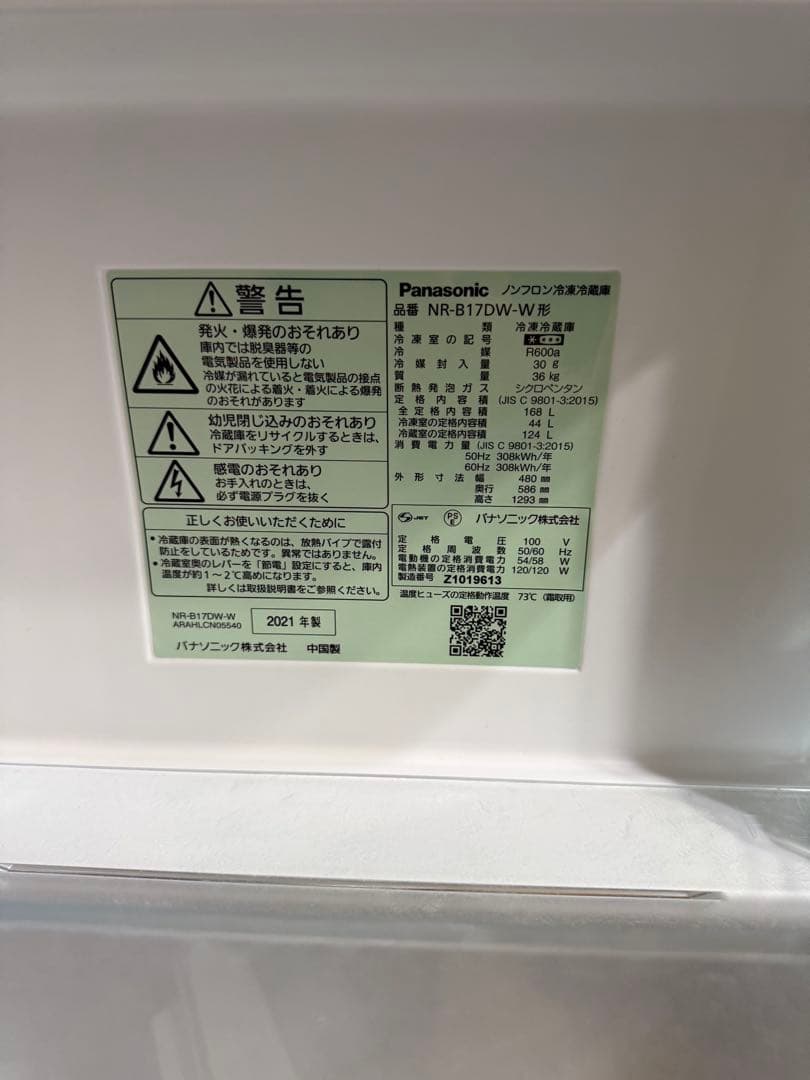 警告
発火・爆発のおそれあり
庫内では脱臭器等の
電気製品を使用しない
冷媒が漏れていると電気製品の接点
の火花による着火・着火による爆発
のおそれがあります
幼児閉じ込みのおそれあり
冷蔵庫をリサイクルするときは、
ドアパッキングを外す
感電のおそれあり
お手入れのときは、
必ず電源プラグを抜く
正しくお使いいただくために
•冷蔵庫の表面が熱くなるのは、放熱パイプで露付
防止をしているためです。異常ではありません。
•冷蔵室奥のレバーを「節電」設定にすると、庫内
温度が約1~2℃高めになります。
詳しくは取扱説明書をご参照ください。
NR-B17DW-W
ARAHLCN05540
2021年製
パナソニック株式会社 中国製
Panasonic ノンフロン冷凍冷蔵庫
品番 NR-B17DW-W形
種類 冷凍冷蔵庫
冷凍室の記号
冷媒 R600a
冷媒封入量 30 g
質量 36 kg
断熱発泡ガス シクロペンタン
定格内容積 (JIS C 9801-3:2015)
全定格内容積 168 L
冷凍室の定格内容積 44 L
冷蔵室の定格内容積 124 L
消費電力量 (JIS C 9801-3:2015)
50Hz 308kWh/年
60Hz 308kWh/年
外形寸法 幅 480 mm
奥行 586 mm
高さ 1293 mm
JET PS E パナソニック株式会社
定格電圧 100 V
定格周波数 50/60 Hz
電動機の定格消費電力 54/58 W
電熱装置の定格消費電力 120/120 W
製造番号 Z1019613
温度ヒューズの定格動作温度 73℃ (霜取用)